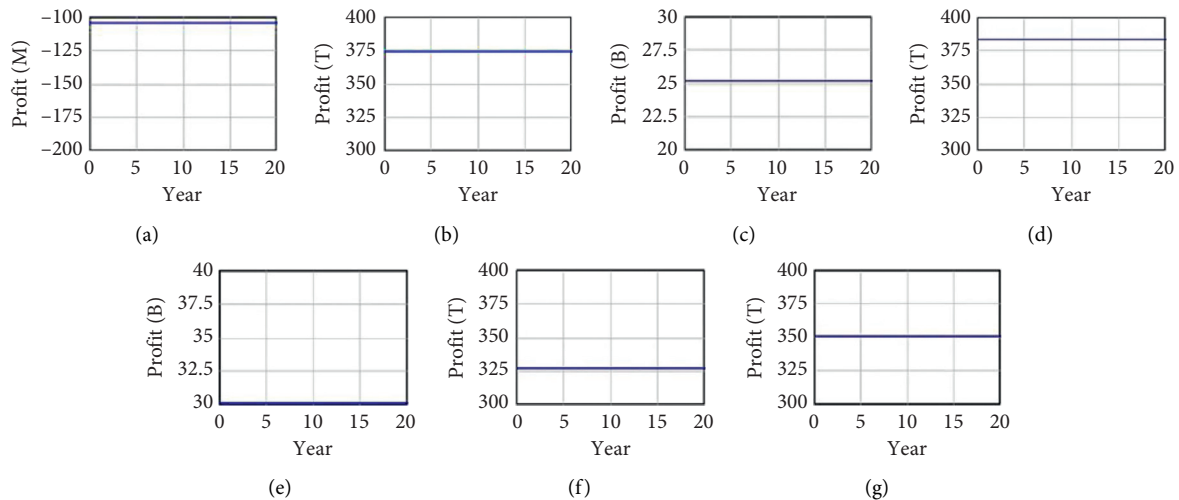 Profit (M)
−100
−125
−150
−175
−200
0 5 10 15 20
Year
(a)
Profit (T)
400
375
350
325
300
0 5 10 15 20
Year
(b)
Profit (B)
30
27.5
25
22.5
20
0 5 10 15 20
Year
(c)
Profit (T)
400
375
350
325
300
0 5 10 15 20
Year
(d)
Profit (B)
40
37.5
35
32.5
30
0 5 10 15 20
Year
(e)
Profit (T)
400
375
350
325
300
0 5 10 15 20
Year
(f)
Profit (T)
400
375
350
325
300
0 5 10 15 20
Year
(g)